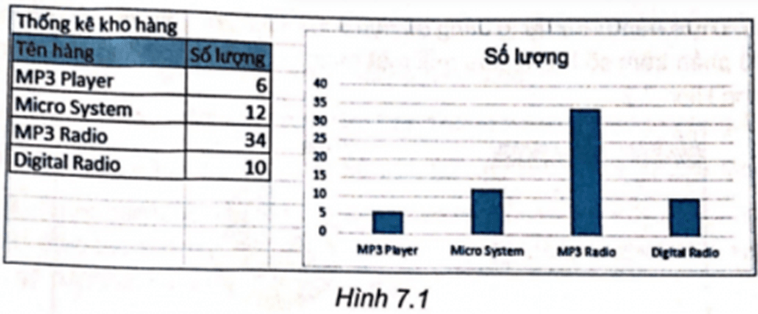 Thống kê kho hàng
Tên hàng Số lượng
MP3 Player 6
Micro System 12
MP3 Radio 34
Digital Radio 10
Số lượng
40
35
30
25
20
15
10
5
0
MP3 Player Micro System MP3 Radio Digital Radio
Hình 7.1